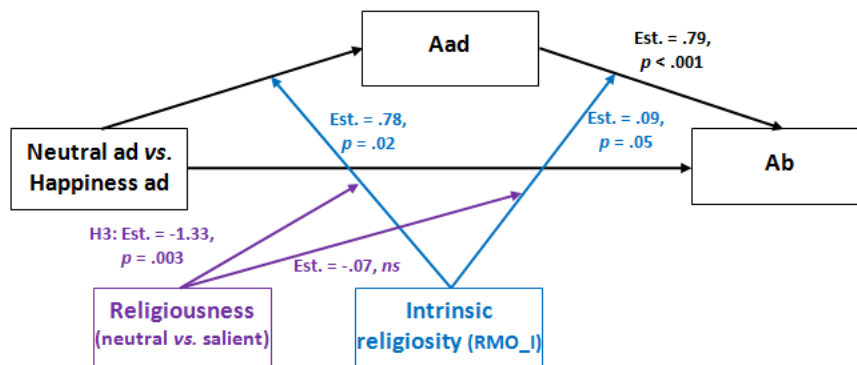 Aad
Est. = .79,
p < .001
Est. = .78,
p = .02
Est. = .09,
p = .05
Neutral ad vs.
Happiness ad
Ab
H3: Est. = -1.33,
p = .003
Est. = -.07, ns
Religiousness
(neutral vs. salient)
Intrinsic
religiosity (RMO_I)